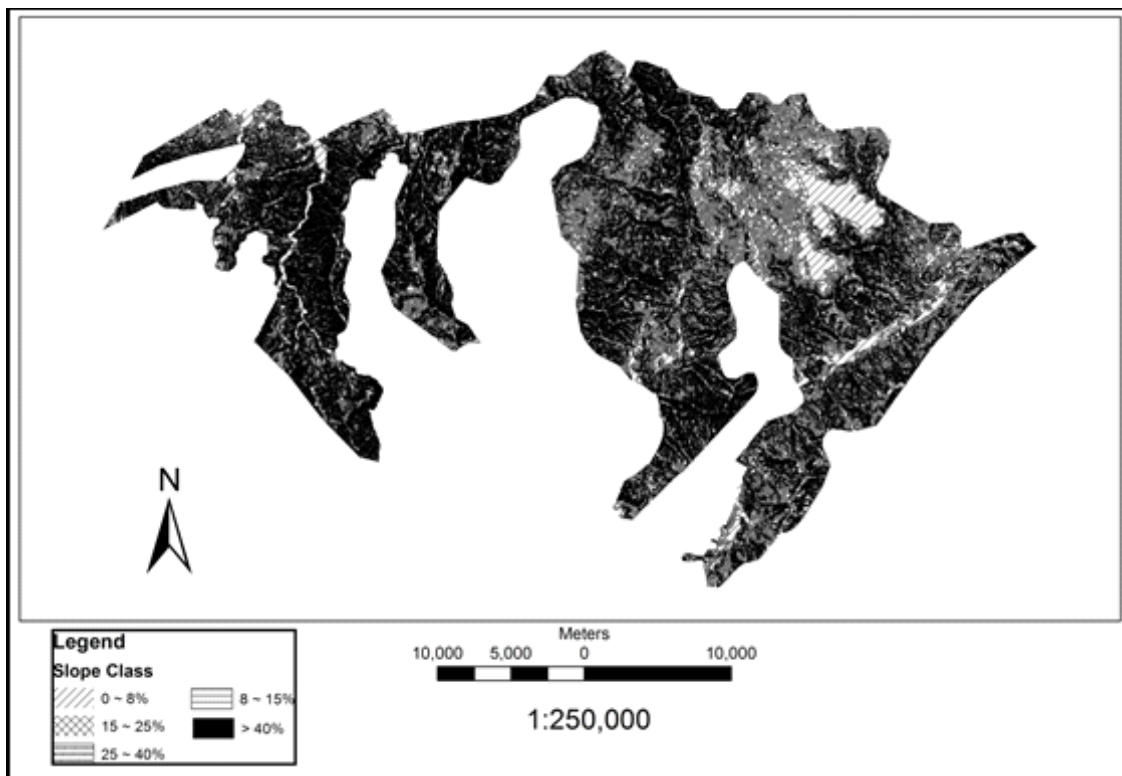 N
Legend
Slope Class
0 ~ 8%
8 ~ 15%
15 ~ 25%
> 40%
25 ~ 40%
Meters
10,000 5,000 0 10,000
1:250,000